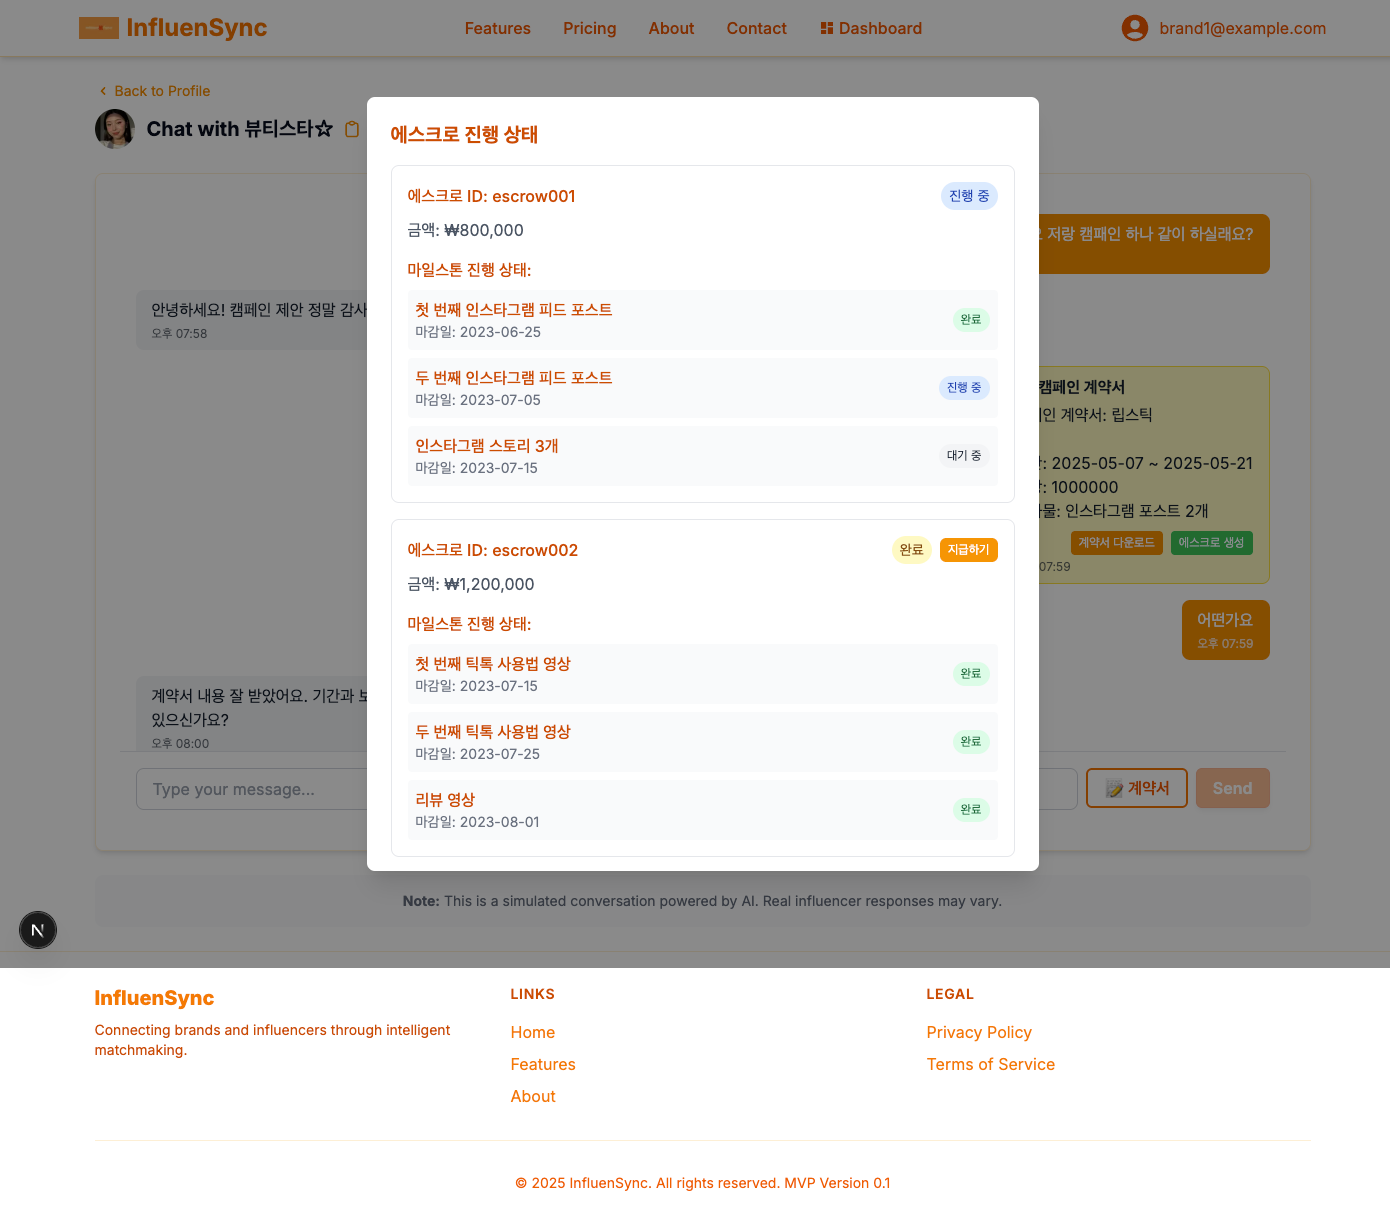 InfluenSync
Features
Pricing
About
Contact
Dashboard
brand1@example.com
Back to Profile
Chat with 뷰티스타☆
저랑 캠페인 하나 같이 하실래요?
안녕하세요! 캠페인 제안 정말 감사
오후 07:58
캠페인 계약서
인 계약서: 립스틱
: 2025-05-07 ~ 2025-05-21
: 1000000
물: 인스타그램 포스트 2개
계약서 다운로드
에스크로 생성
07:59
어떤가요
오후 07:59
계약서 내용 잘 받았어요. 기간과
있으신가요?
오후 08:00
Type your message...
계약서
Send
에스크로 진행 상태
에스크로 ID: escrow001
진행 중
금액: ₩800,000
마일스톤 진행 상태:
첫 번째 인스타그램 피드 포스트
마감일: 2023-06-25
완료
두 번째 인스타그램 피드 포스트
마감일: 2023-07-05
진행 중
인스타그램 스토리 3개
마감일: 2023-07-15
대기 중
에스크로 ID: escrow002
완료
지급하기
금액: ₩1,200,000
마일스톤 진행 상태:
첫 번째 틱톡 사용법 영상
마감일: 2023-07-15
완료
두 번째 틱톡 사용법 영상
마감일: 2023-07-25
완료
리뷰 영상
마감일: 2023-08-01
완료
Note: This is a simulated conversation powered by AI. Real influencer responses may vary.
N
InfluenSync
Connecting brands and influencers through intelligent
matchmaking.
LINKS
Home
Features
About
LEGAL
Privacy Policy
Terms of Service
© 2025 InfluenSync. All rights reserved. MVP Version 0.1